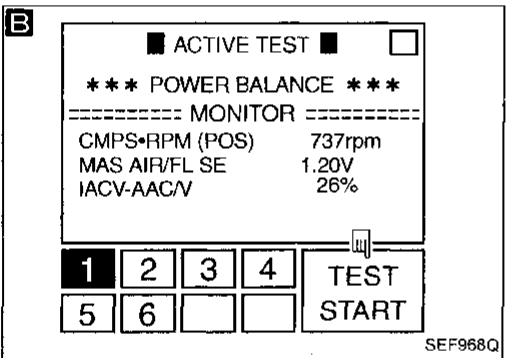 B
■ ACTIVE TEST ■ □
*** POWER BALANCE ***
========== MONITOR ==========
CMPS•RPM (POS) 737rpm
MAS AIR/FL SE 1.20V
IACV-AAC/V 26%
1 2 3 4
5 6
TEST
START
SEF968Q